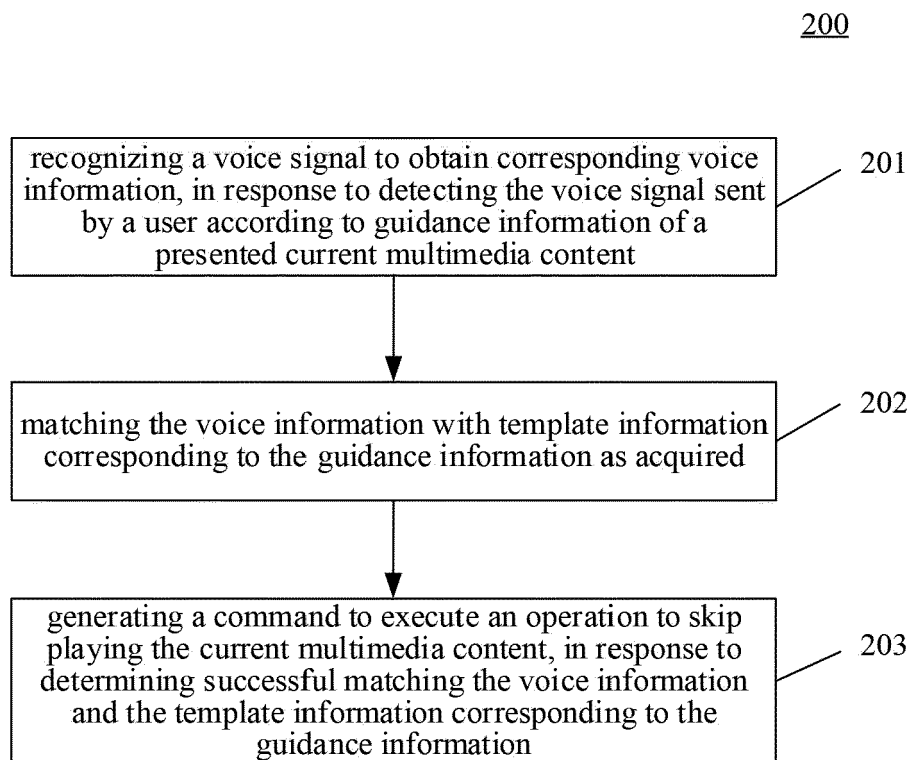 200
recognizing a voice signal to obtain corresponding voice
information, in response to detecting the voice signal sent
by a user according to guidance information of a
presented current multimedia content
201
matching the voice information with template information
corresponding to the guidance information as acquired
202
generating a command to execute an operation to skip
playing the current multimedia content, in response to
determining successful matching the voice information
and the template information corresponding to the
guidance information
203